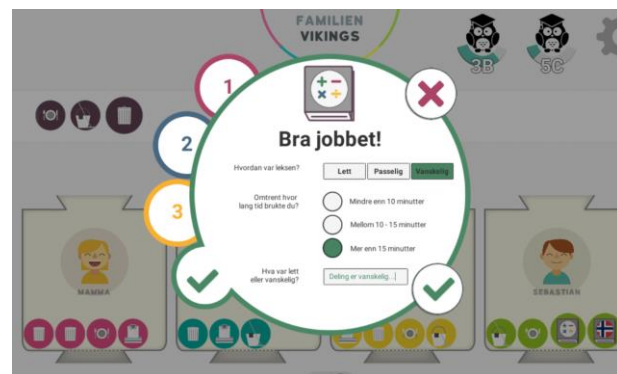 FAMILIEN
VIKINGS
3B
5C
1
2
3
Bra jobbet!
Hvordan var leksen?
Lett
Passelig
Vanskelig
Omtrent hvor
lang tid brukte du?
Mindre enn 10 minutter
Mellom 10 - 15 minutter
Mer enn 15 minutter
Hva var lett
eller vanskelig?
Deling er vanskelig...
MAMMA
SEBASTIAN